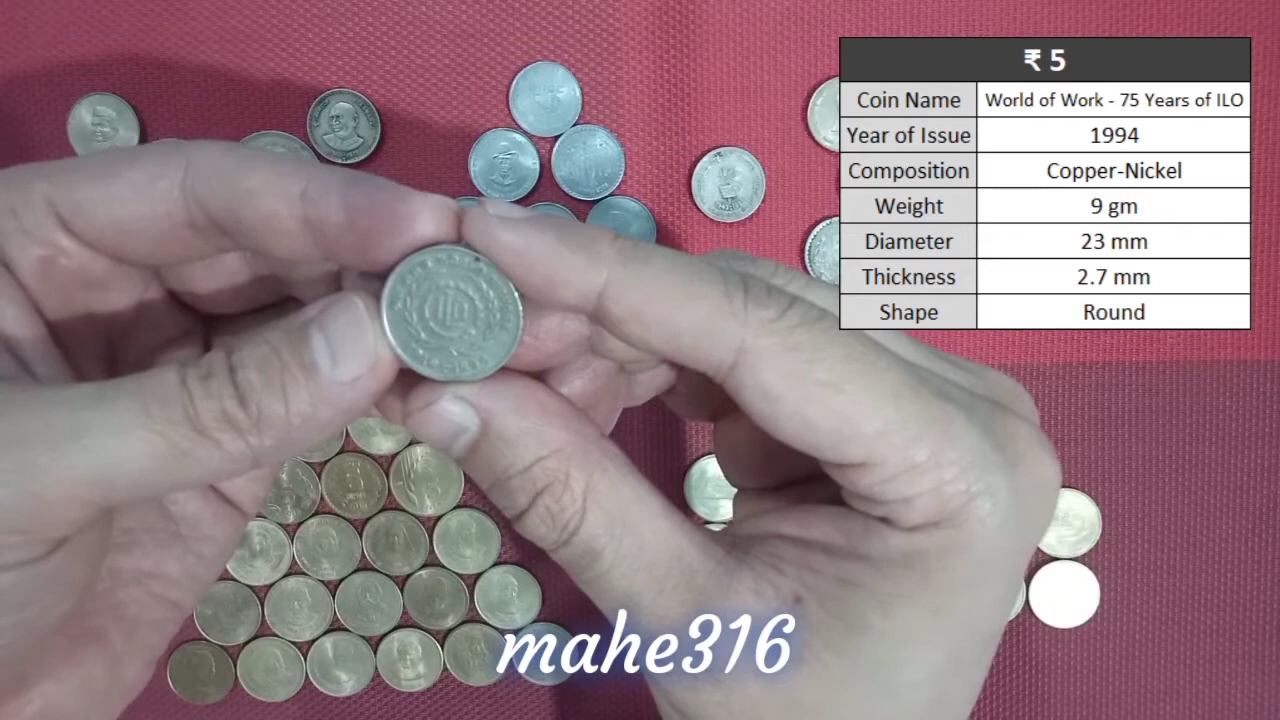 ₹ 5
Coin Name World of Work - 75 Years of ILO
Year of Issue 1994
Composition Copper-Nickel
Weight 9 gm
Diameter 23 mm
Thickness 2.7 mm
Shape Round
ILO
mahe316